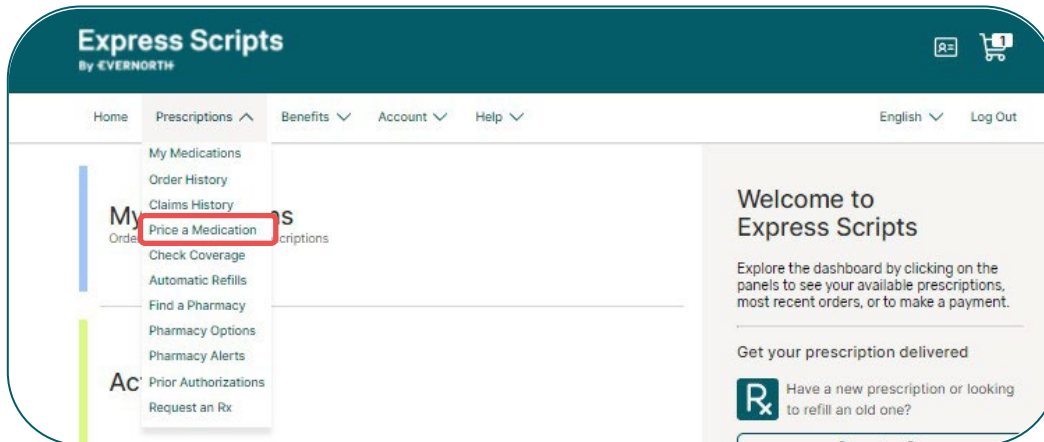 Express Scripts
By EVERNORTH
1
Home Prescriptions Benefits Account Help English Log Out
My Medications
Order History
Claims History
Price a Medication
Check Coverage
Automatic Refills
Find a Pharmacy
Pharmacy Options
Pharmacy Alerts
Prior Authorizations
Request an Rx
Welcome to
Express Scripts
Explore the dashboard by clicking on the
panels to see your available prescriptions,
most recent orders, or to make a payment.
Get your prescription delivered
Rx
Have a new prescription or looking
to refill an old one?